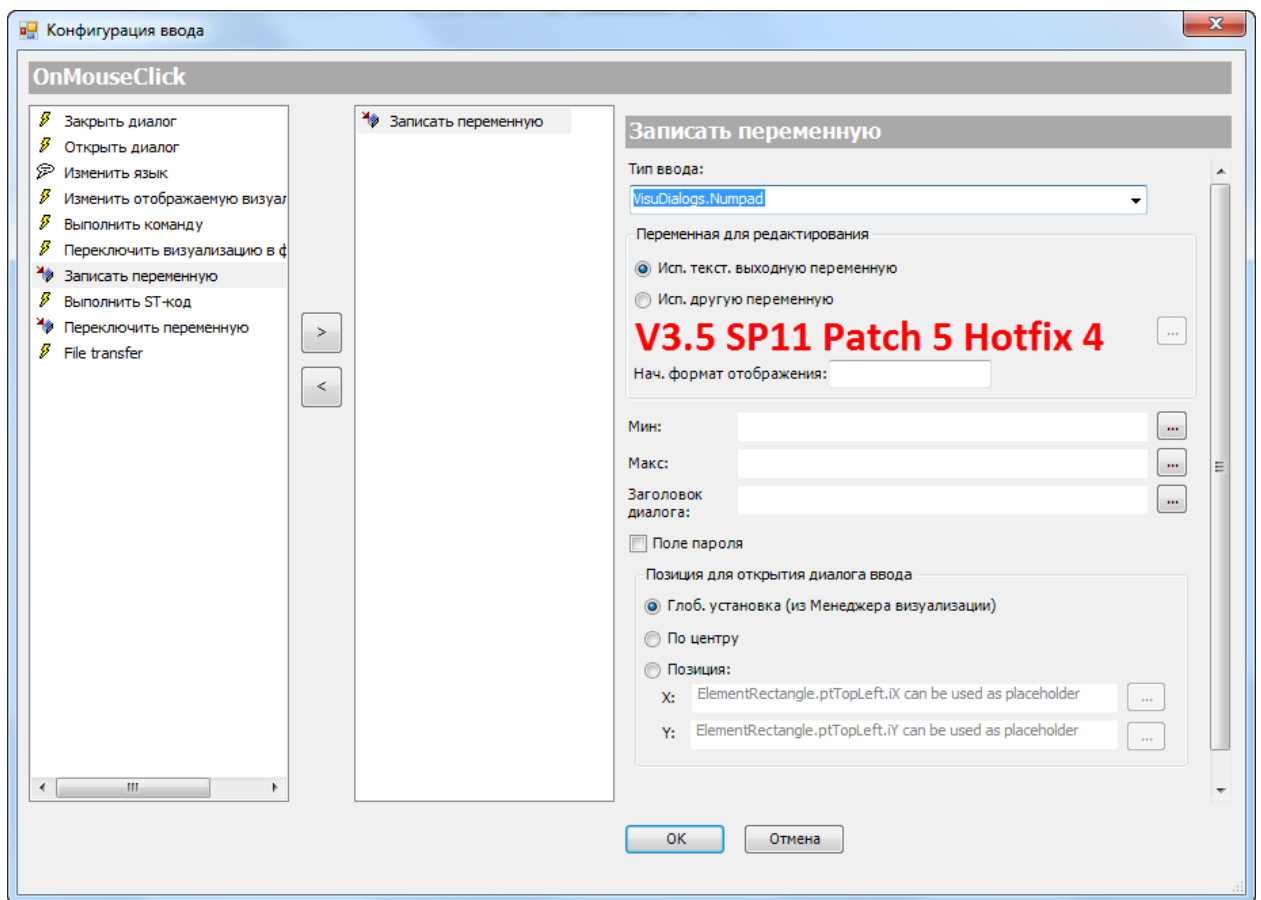 Конфигурация ввода
OnMouseClick
Закрыть диалог
Открыть диалог
Изменить язык
Изменить отображаемую визуал
Выполнить команду
Переключить визуализацию в ф
Записать переменную
Выполнить ST-код
Переключить переменную
File transfer
>
<
Записать переменную
Записать переменную
Тип ввода:
VisuDialogs.Numpad
Переменная для редактирования
Исп. текст. выходную переменную
Исп. другую переменную
V3.5 SP11 Patch 5 Hotfix 4
...
Нач. формат отображения:
Мин:
...
Макс:
...
Заголовок
диалога:
...
Поле пароля
Позиция для открытия диалога ввода
Глоб. установка (из Менеджера визуализации)
По центру
Позиция:
X: ElementRectangle.ptTopLeft.iX can be used as placeholder ...
Y: ElementRectangle.ptTopLeft.iY can be used as placeholder ...
OK
Отмена